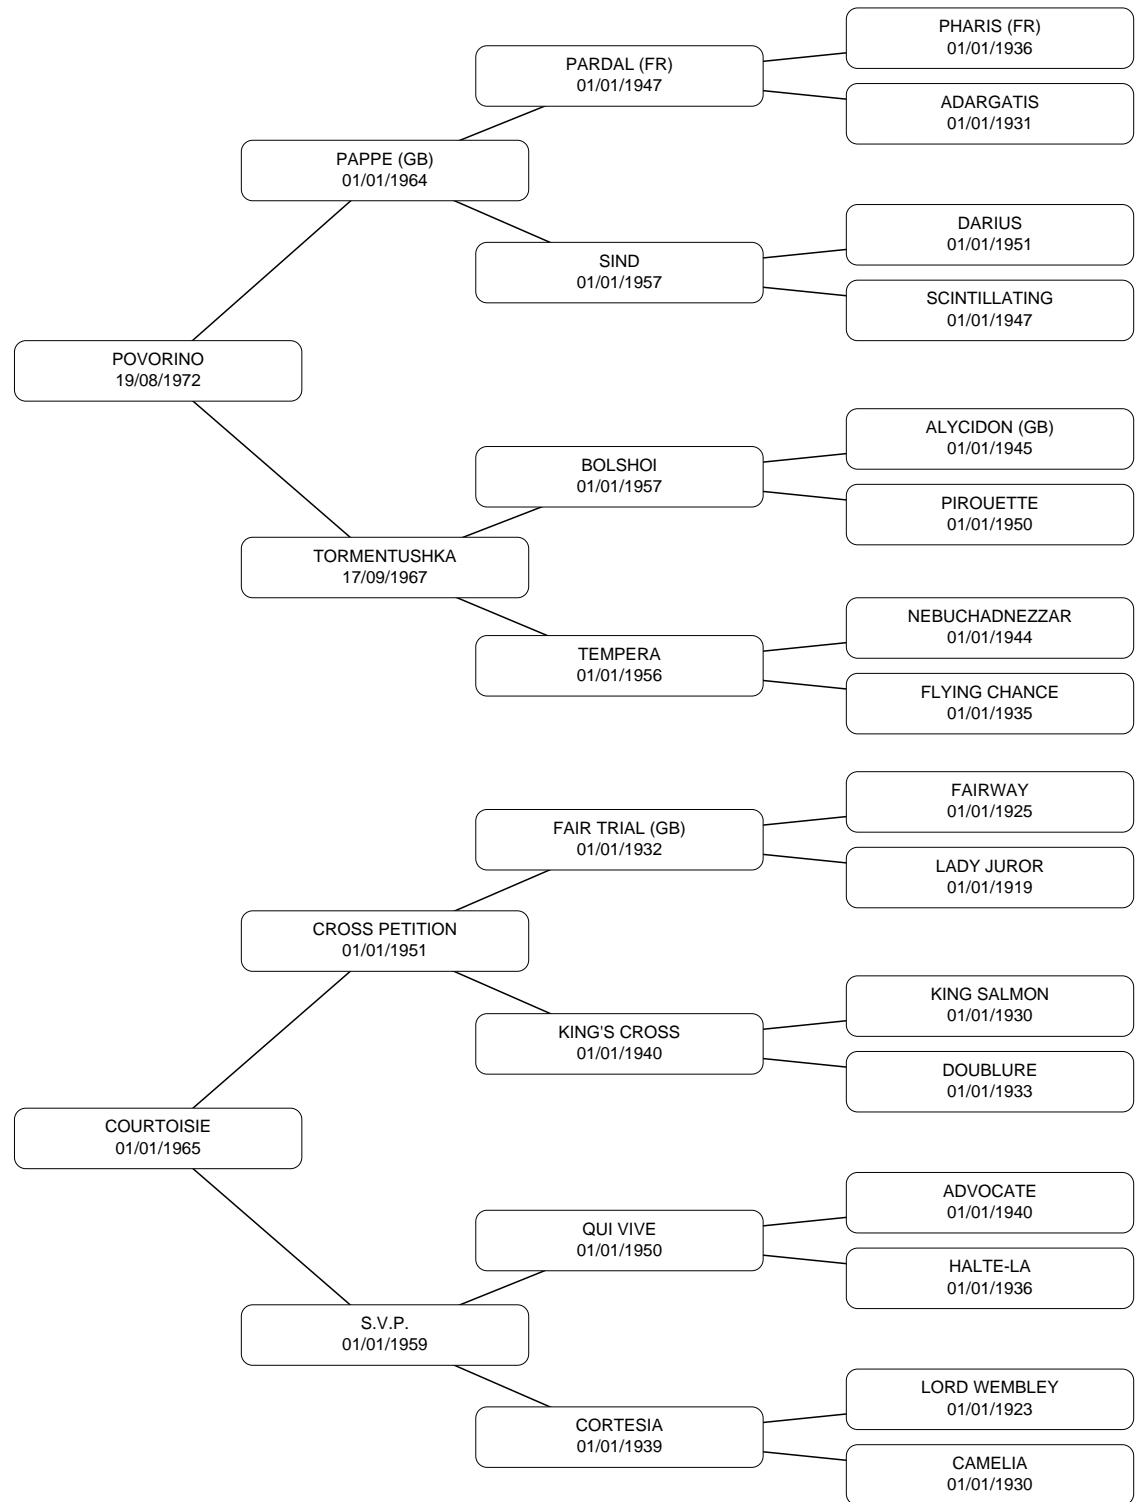 PHARIS (FR)
01/01/1936
PARDAL (FR)
01/01/1947
ADARGATIS
01/01/1931
PAPPE (GB)
01/01/1964
DARIUS
01/01/1951
SIND
01/01/1957
SCINTILLATING
01/01/1947
POVORINO
19/08/1972
ALYCIDON (GB)
01/01/1945
BOLSHOI
01/01/1957
PIROUETTE
01/01/1950
TORMENTUSHKA
17/09/1967
NEBUCHADNEZZAR
01/01/1944
TEMPERA
01/01/1956
FLYING CHANCE
01/01/1935
FAIRWAY
01/01/1925
FAIR TRIAL (GB)
01/01/1932
LADY JUROR
01/01/1919
CROSS PETITION
01/01/1951
KING SALMON
01/01/1930
KING'S CROSS
01/01/1940
DOUBLURE
01/01/1933
COURTOISIE
01/01/1965
ADVOCATE
01/01/1940
QUI VIVE
01/01/1950
HALTE-LA
01/01/1936
S.V.P.
01/01/1959
LORD WEMBLEY
01/01/1923
CORTESIA
01/01/1939
CAMELIA
01/01/1930